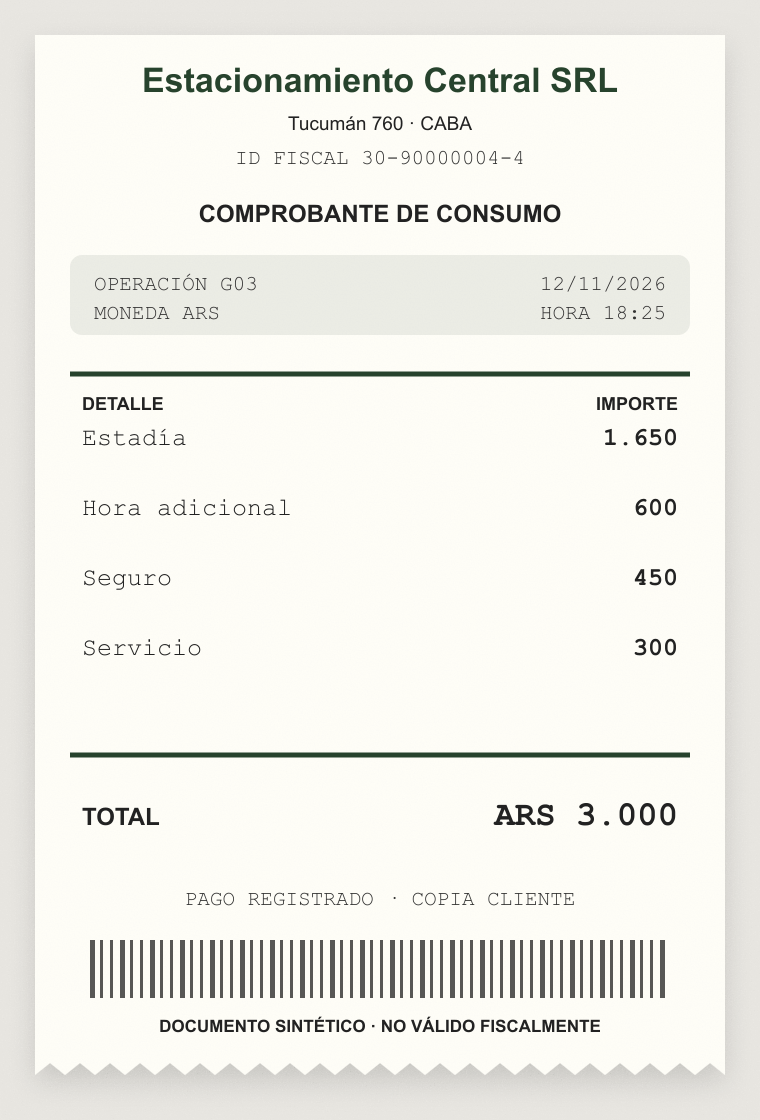 Estacionamiento Central SRL
Tucumán 760 · CABA
ID FISCAL 30-90000004-4
COMPROBANTE DE CONSUMO
OPERACIÓN G03 12/11/2026
MONEDA ARS HORA 18:25
DETALLE IMPORTE
Estadía 1.650
Hora adicional 600
Seguro 450
Servicio 300
TOTAL ARS 3.000
PAGO REGISTRADO · COPIA CLIENTE
DOCUMENTO SINTÉTICO · NO VÁLIDO FISCALMENTE